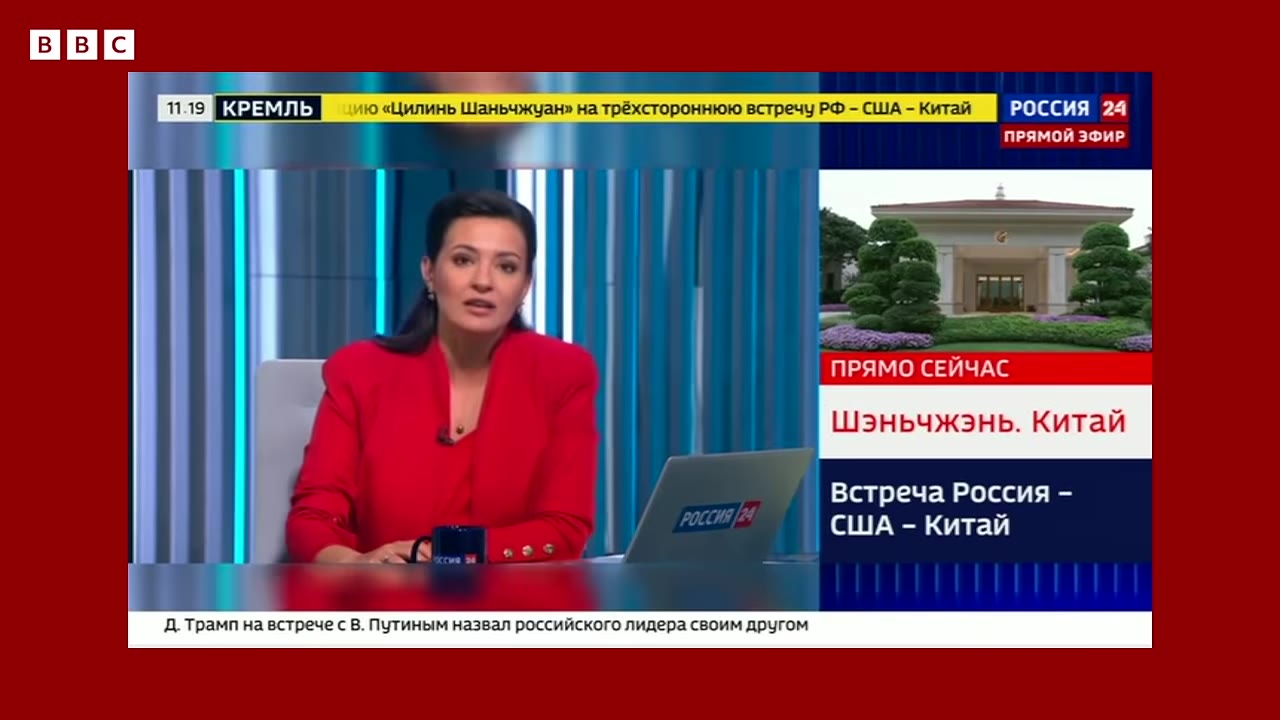 BBC
11.19 КРЕМЛЬ «Цилинь Шаньчжуан» на трёхстороннюю встречу РФ – США – Китай
РОССИЯ 24
ПРЯМОЙ ЭФИР
ПРЯМО СЕЙЧАС
Шэньчжэнь. Китай
Встреча Россия –
США – Китай
РОССИЯ 24
РОССИЯ 24
Д. Трамп на встрече с В. Путиным назвал российского лидера своим другом